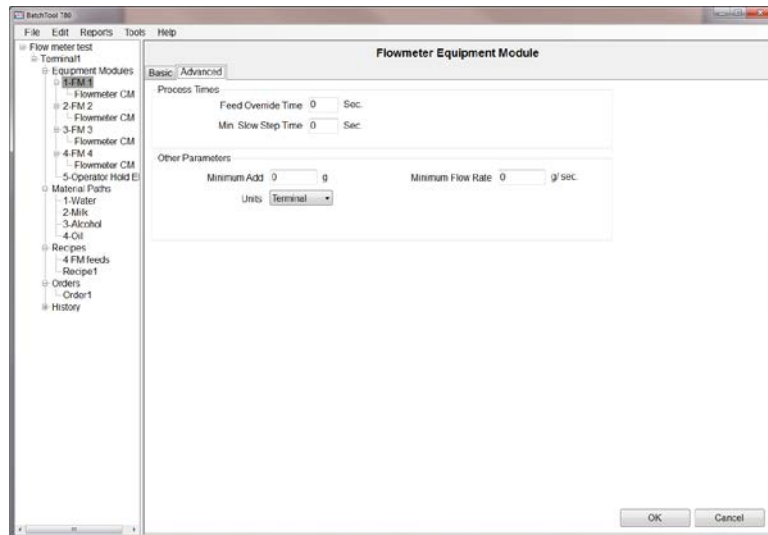 BatchTool 780
File Edit Reports Tools Help
Flow meter test
Terminal1
Equipment Modules
1-FM 1
Flowmeter CM
2-FM 2
Flowmeter CM
3-FM 3
Flowmeter CM
4-FM 4
Flowmeter CM
5-Operator Hold E
Material Paths
1-Water
2-Milk
3-Alcohol
4-Oil
Recipes
4 FM feeds
Recipe1
Orders
Order1
History
Flowmeter Equipment Module
Basic Advanced
Process Times
Feed Override Time 0 Sec.
Min. Slow Step Time 0 Sec.
Other Parameters
Minimum Add 0 g Minimum Flow Rate 0 g/ sec.
Units Terminal
OK Cancel